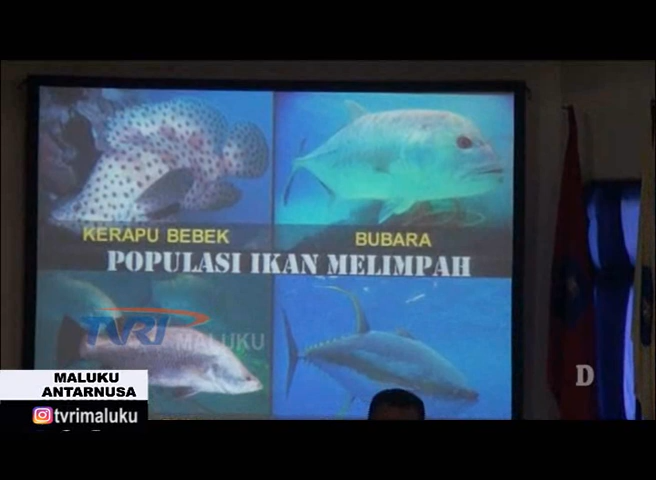 KERAPU BEBEK
BUBARA
POPULASI IKAN MELIMPAH
TVRI
MALUKU
MALUKU
ANTARNUSA
tvrimaluku
D